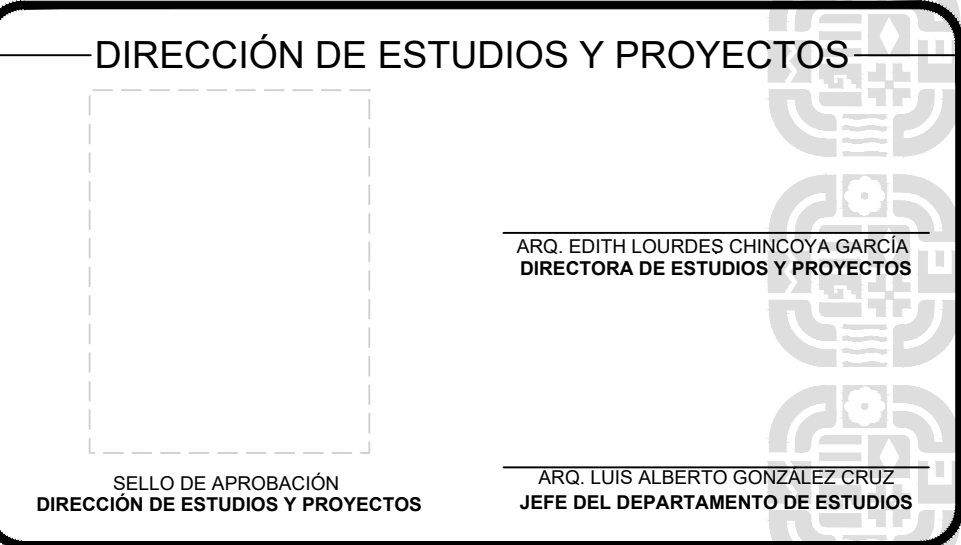 DIRECCIÓN DE ESTUDIOS Y PROYECTOS
ARQ. EDITH LOURDES CHINCOYA GARCÍA
DIRECTORA DE ESTUDIOS Y PROYECTOS
SELLO DE APROBACIÓN
DIRECCIÓN DE ESTUDIOS Y PROYECTOS
ARQ. LUIS ALBERTO GONZÁLEZ CRUZ
JEFE DEL DEPARTAMENTO DE ESTUDIOS